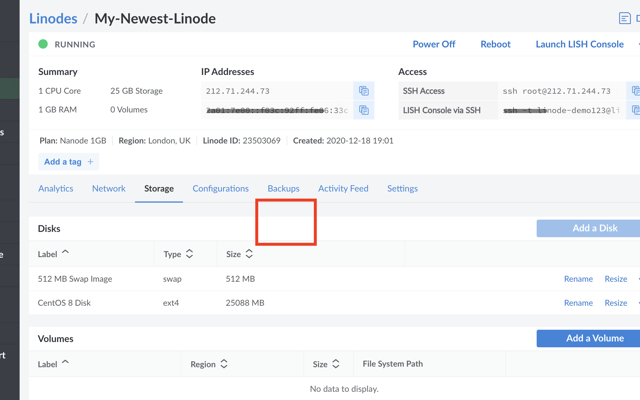 Linodes / My-Newest-Linode
RUNNING Power Off Reboot Launch LISH Console
Summary IP Addresses Access
1 CPU Core 25 GB Storage 212.71.244.73 SSH Access ssh root@212.71.244.73
1 GB RAM 0 Volumes LISH Console via SSH
Plan: Nanode 1GB Region: London, UK Linode ID: 23503069 Created: 2020-12-18 19:01
Add a tag +
Analytics Network Storage Configurations Backups Activity Feed Settings
Disks Add a Disk
Label Type Size
512 MB Swap Image swap 512 MB Rename Resize
CentOS 8 Disk ext4 25088 MB Rename Resize
Volumes Add a Volume
Label Region Size File System Path
No data to display.